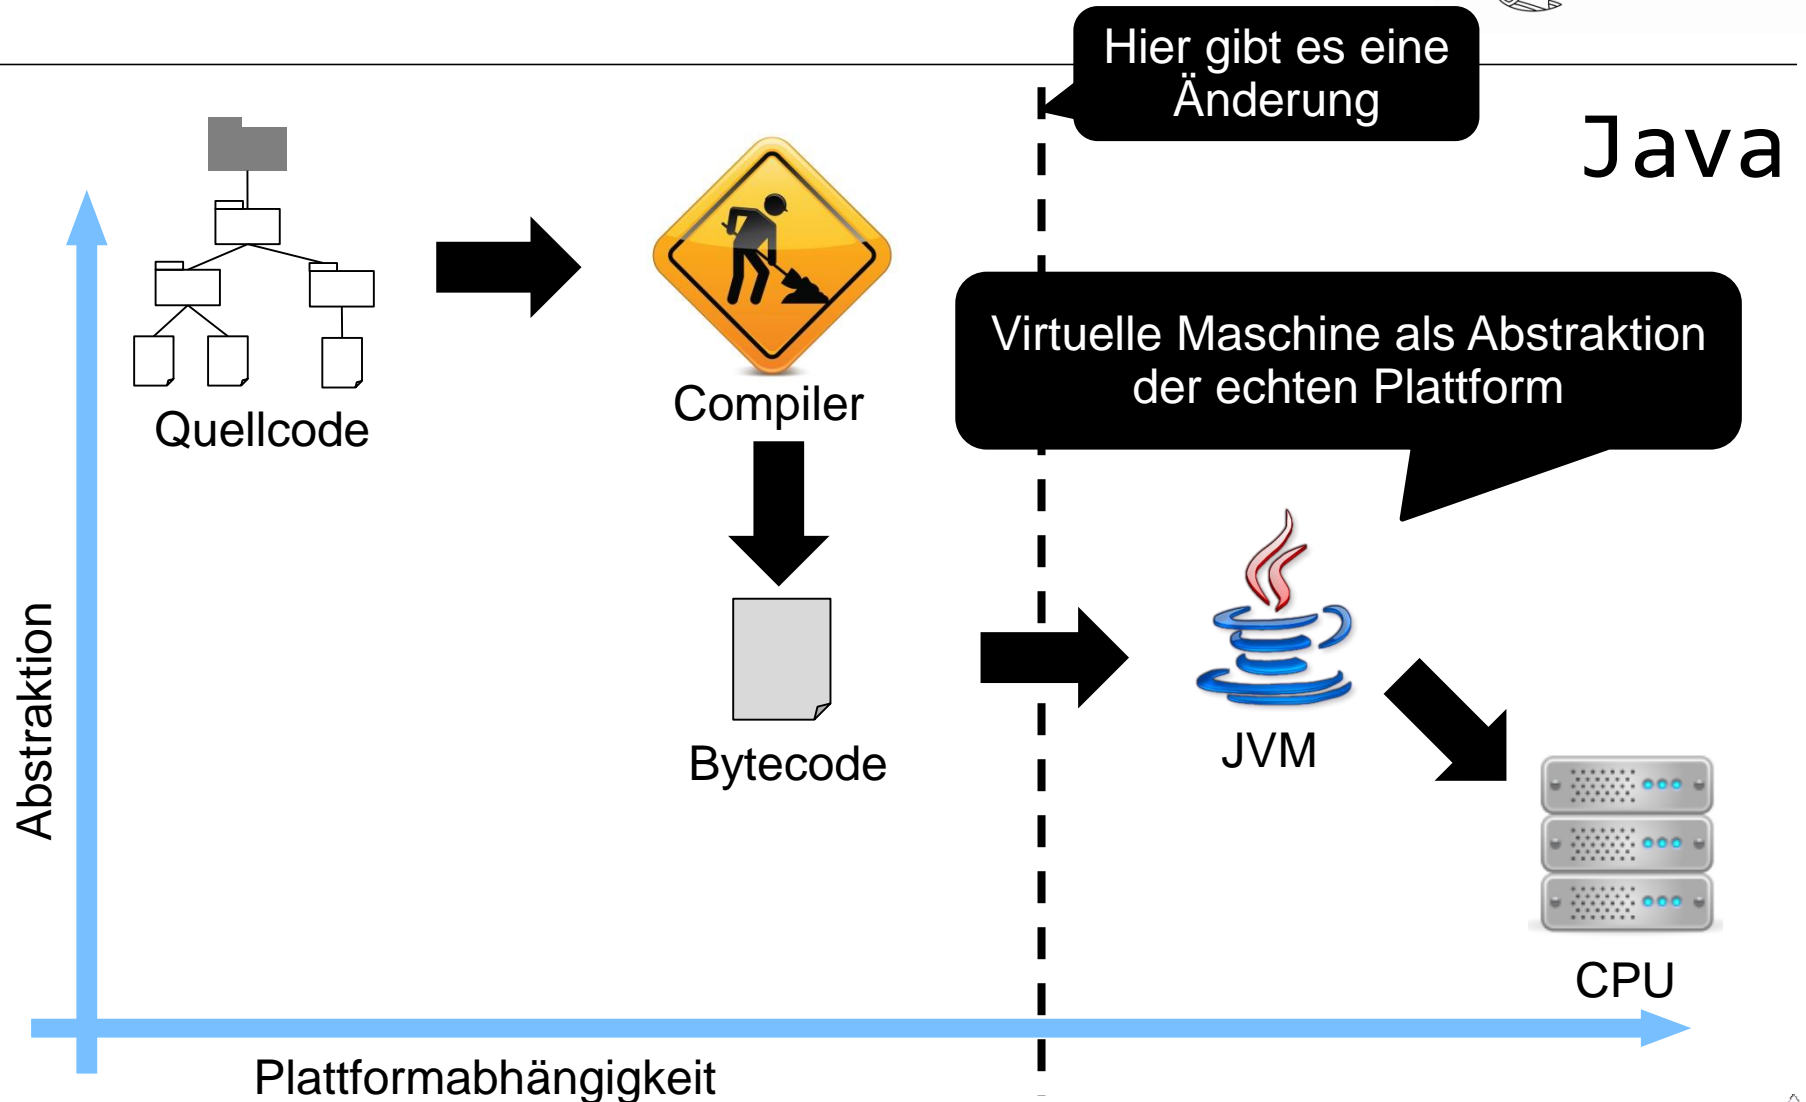 Hier gibt es eine
Änderung
Java
Virtuelle Maschine als Abstraktion
der echten Plattform
Compiler
Quellcode
Abstraktion
Bytecode
JVM
CPU
Plattformabhängigkeit